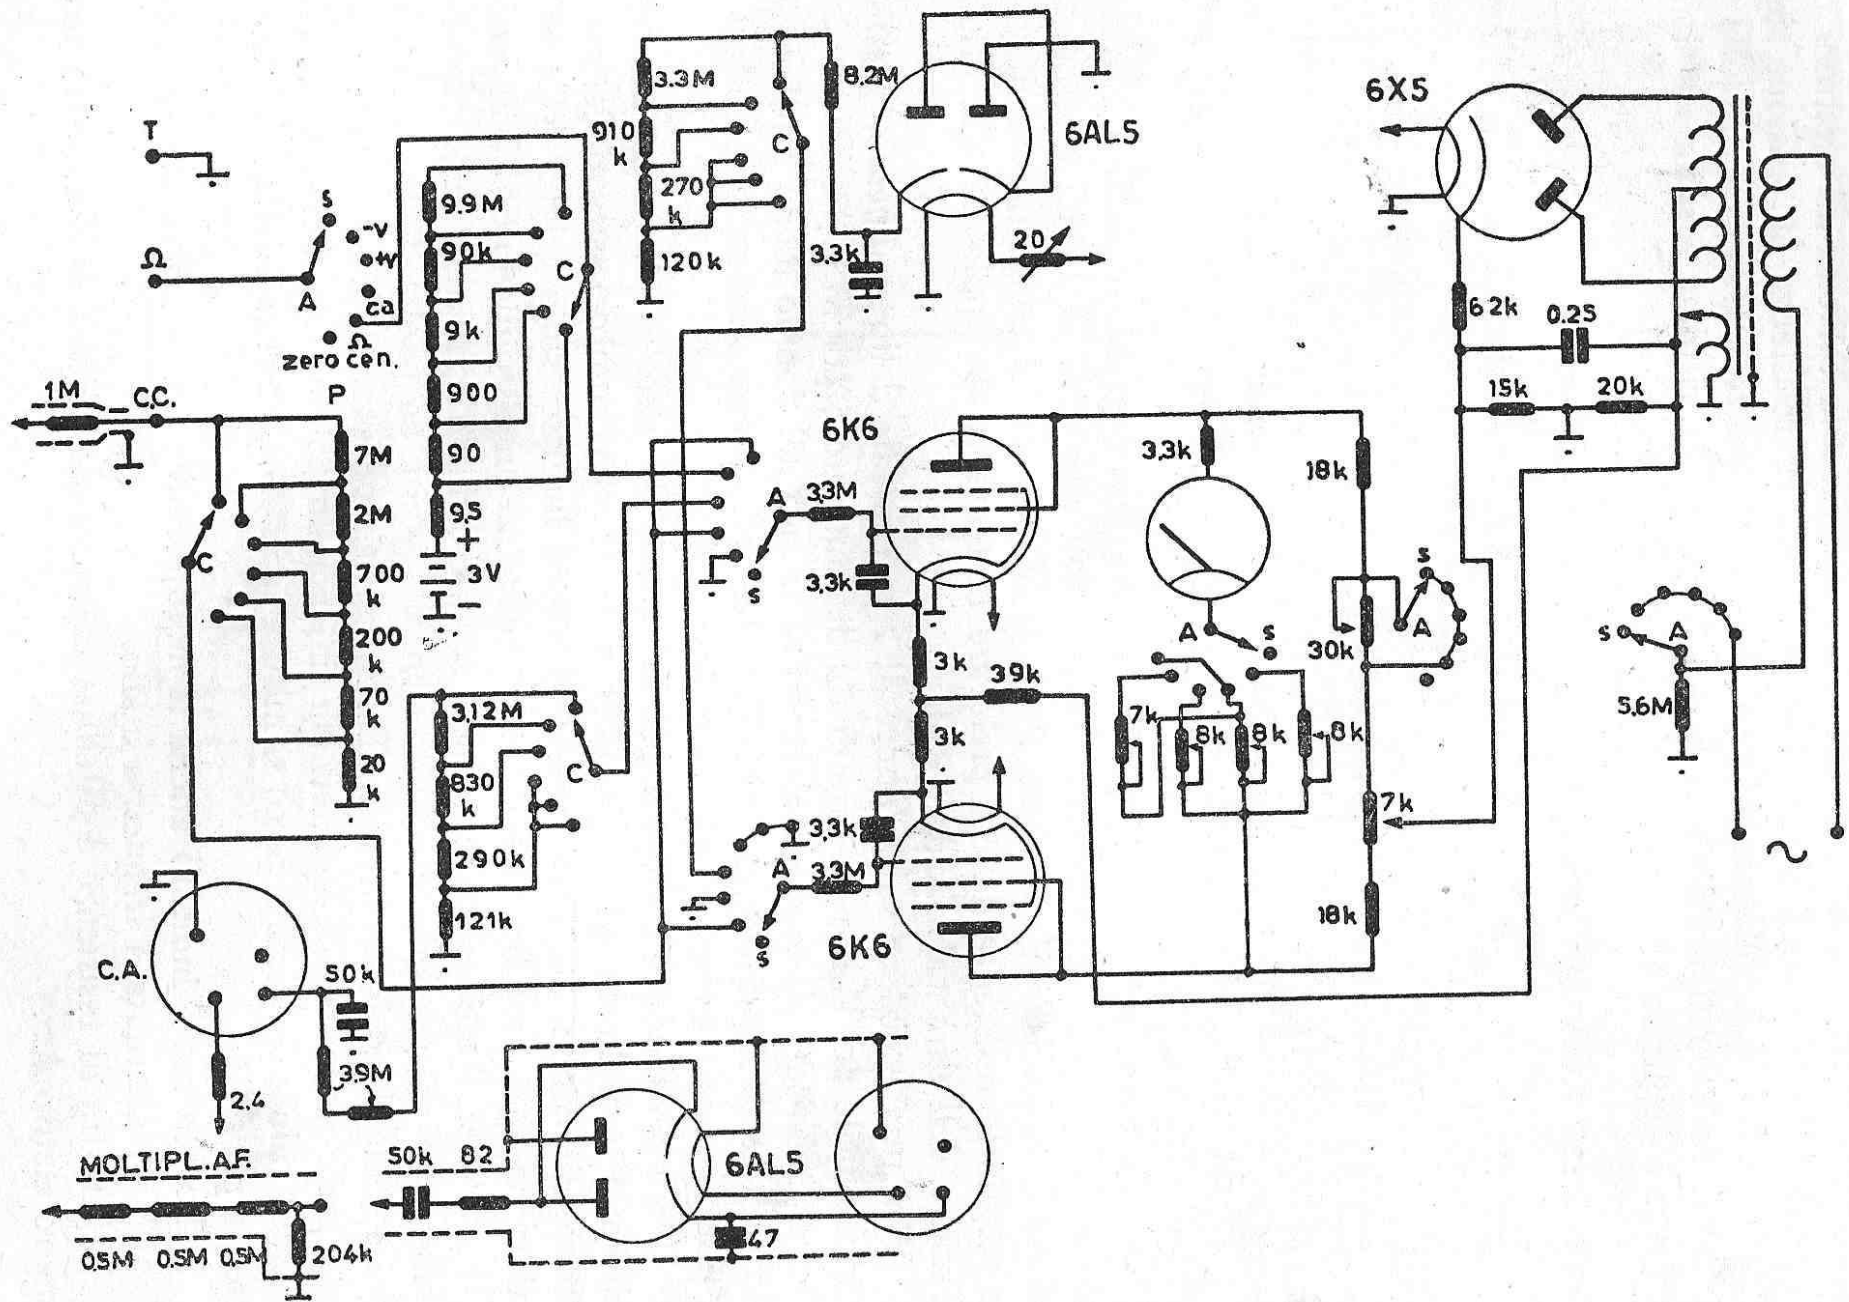 3.3M
8.2M
6X5
T
910
k
C
6AL5
S
9.9M
270
k
-V
+V
Ω
90k
120k
3.3k
20
A
C
ca
9k
6.2k
0.25
Ω
zero cen.
1M
C.C.
P
900
15k
20k
7M
90
6K6
3.3k
18k
2M
9.5
A
3.3M
+
C
700
k
3V
-
3.3k
S
S
200
k
A
S
30k
A
S
A
70
k
3k
39k
3.12M
7k
8k
8k
8k
5.6M
20
k
830
k
C
3k
7k
3.3k
290k
A
3.3M
121k
18k
C.A.
50k
S
6K6
3.9M
2.4
MOLTIPL.A.F.
50k
82
6AL5
47
0.5M 0.5M 0.5M
204k